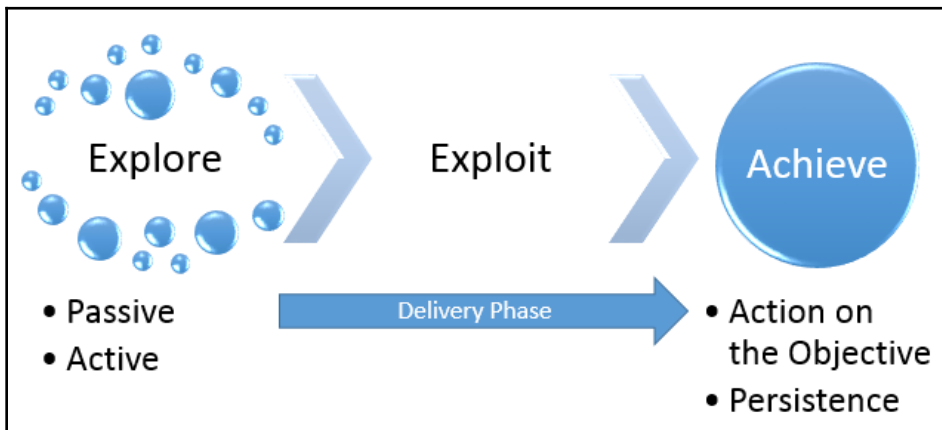 Explore
Exploit
Achieve
• Passive
• Active
Delivery Phase
• Action on
the Objective
• Persistence